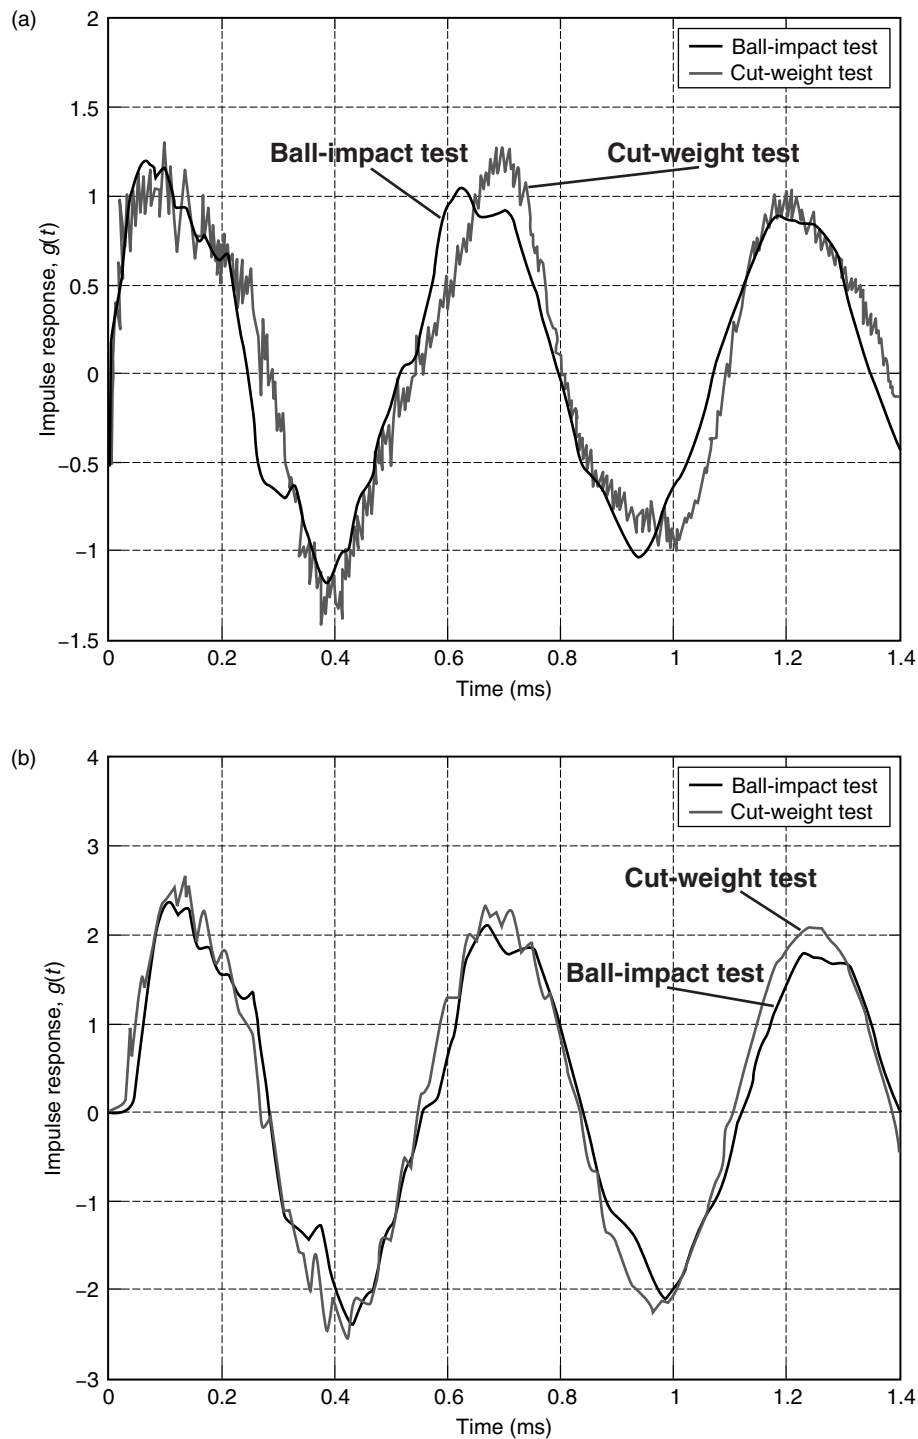 (a)
2
1.5
1
0.5
0
−0.5
−1
−1.5
Impulse response, g(t)
Ball-impact test
Cut-weight test
Ball-impact test
Cut-weight test
0 0.2 0.4 0.6 0.8 1 1.2 1.4
Time (ms)
(b)
4
3
2
1
0
−1
−2
−3
Impulse response, g(t)
Ball-impact test
Cut-weight test
Cut-weight test
Ball-impact test
0 0.2 0.4 0.6 0.8 1 1.2 1.4
Time (ms)